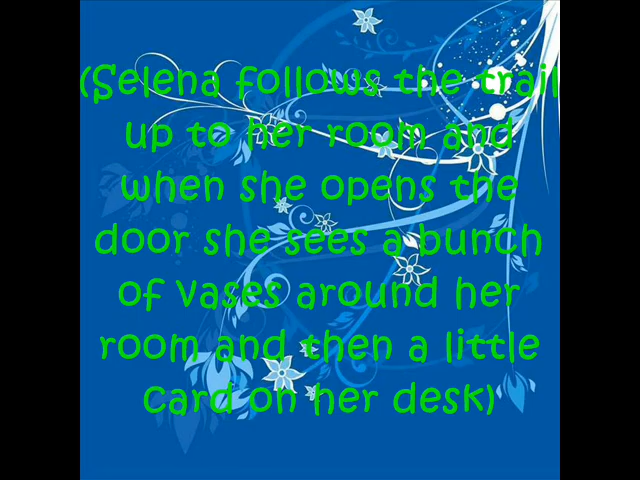 (Selena follows the trail
up to her room and
when she opens the
door she sees a bunch
of vases around her
room and then a little
card on her desk)